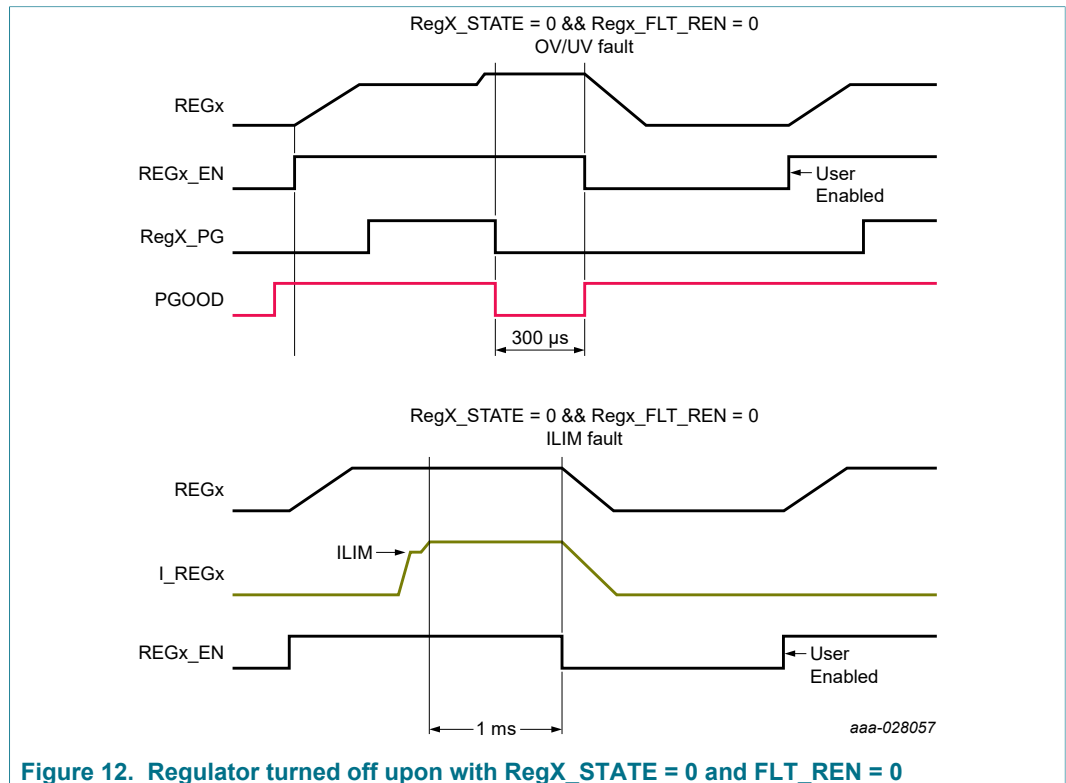 RegX_STATE = 0 && Regx_FLT_REN = 0
OV/UV fault
REGx
REGx_EN
User
Enabled
RegX_PG
PGOOD
300 µs
RegX_STATE = 0 && Regx_FLT_REN = 0
ILIM fault
REGx
ILIM
I_REGx
REGx_EN
User
Enabled
1 ms
aaa-028057
Figure 12. Regulator turned off upon with RegX_STATE = 0 and FLT_REN = 0